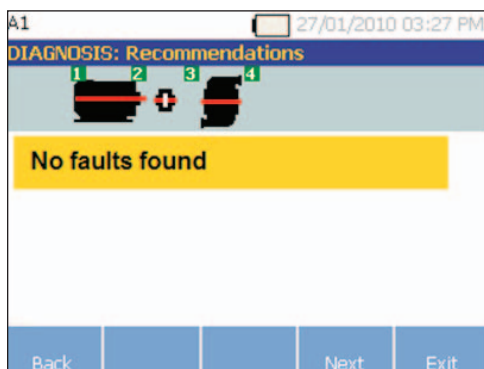 A1 27/01/2010 03:27 PM
DIAGNOSIS: Recommendations
1 2 3 4
No faults found
Back Next Exit